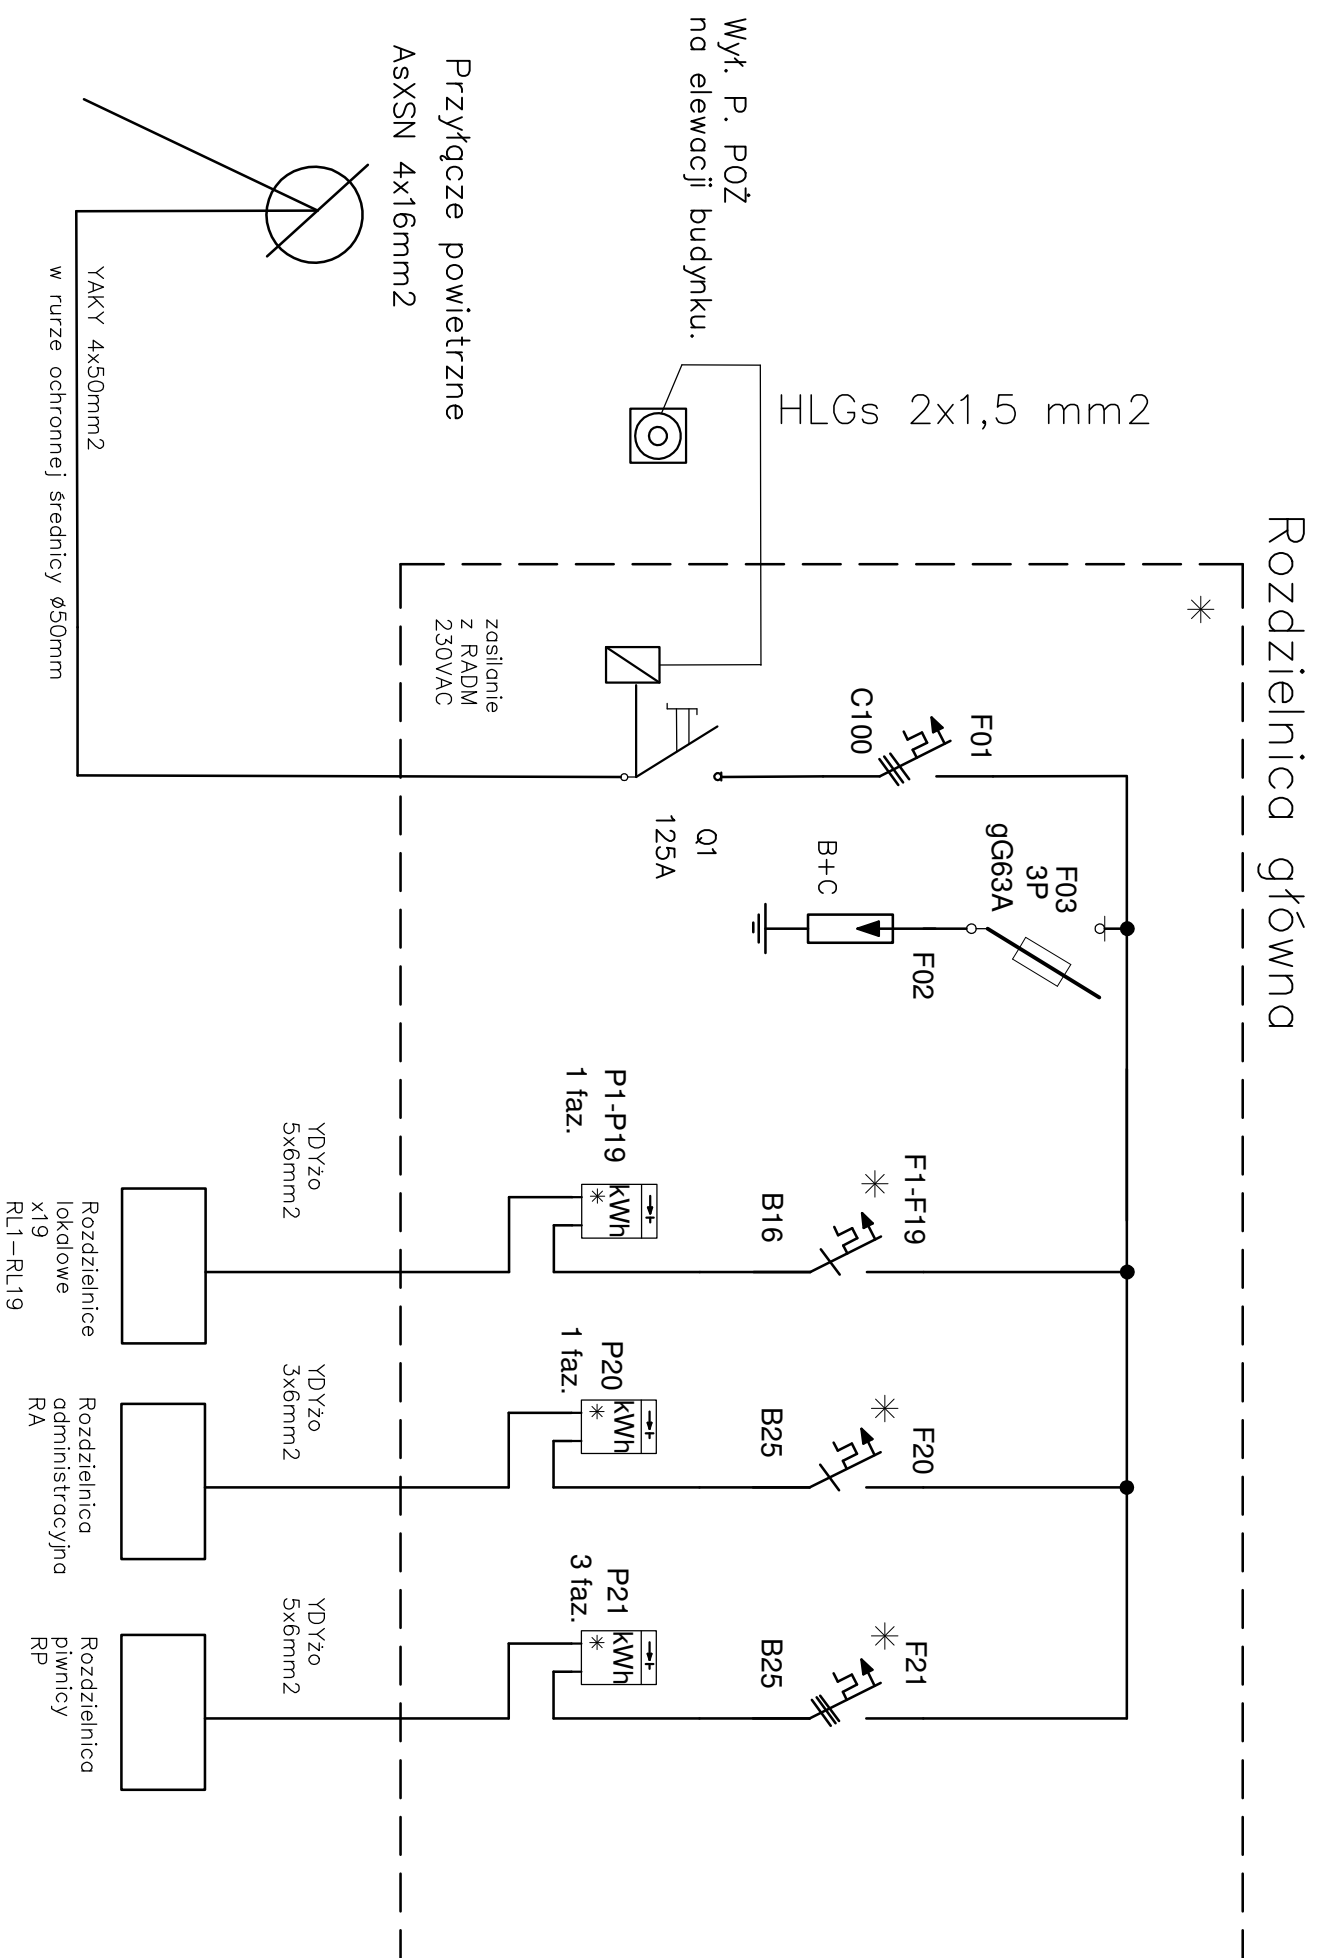 Rozdzielnica główna
HLGs 2x1,5 mm2
Wył. P. POŻ
na elewacji budynku.
Przyłącze powietrzne
AsXSN 4x16mm2
YAKY 4x50mm2
w rurze ochronnej średnicy ø50mm
zasilanie
z RADM
230VAC
F01
C100
Q1
125A
F03
3P
gG63A
B+C
F02
F1-F19
B16
P1-P19
1 faz.
kWh
YDYżo
5x6mm2
Rozdzielnice
lokalowe
x19
RL1-RL19
F20
B25
P20
1 faz.
kWh
YDYżo
3x6mm2
Rozdzielnica
administracyjna
RA
F21
B25
P21
3 faz.
kWh
YDYżo
5x6mm2
Rozdzielnica
piwnicy
RP